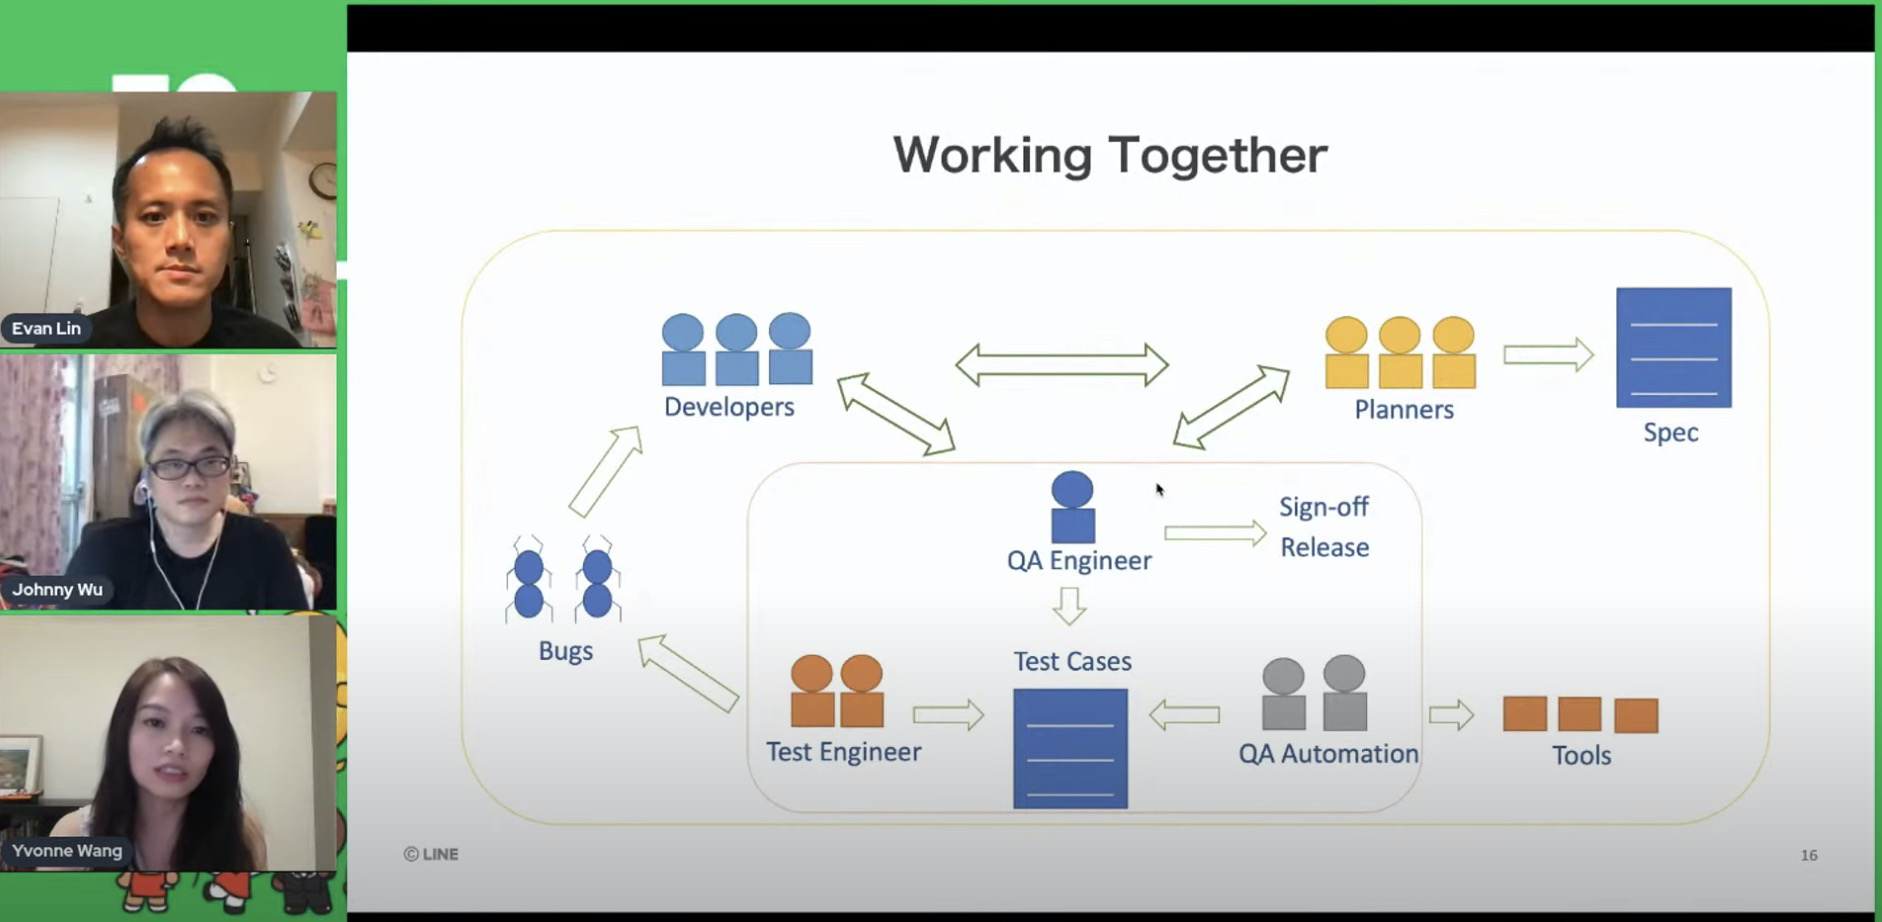 Evan Lin
Johnny Wu
Yvonne Wang
Working Together
Developers
Planners
Spec
QA Engineer
Sign-off
Release
Bugs
Test Engineer
Test Cases
QA Automation
Tools
© LINE
16